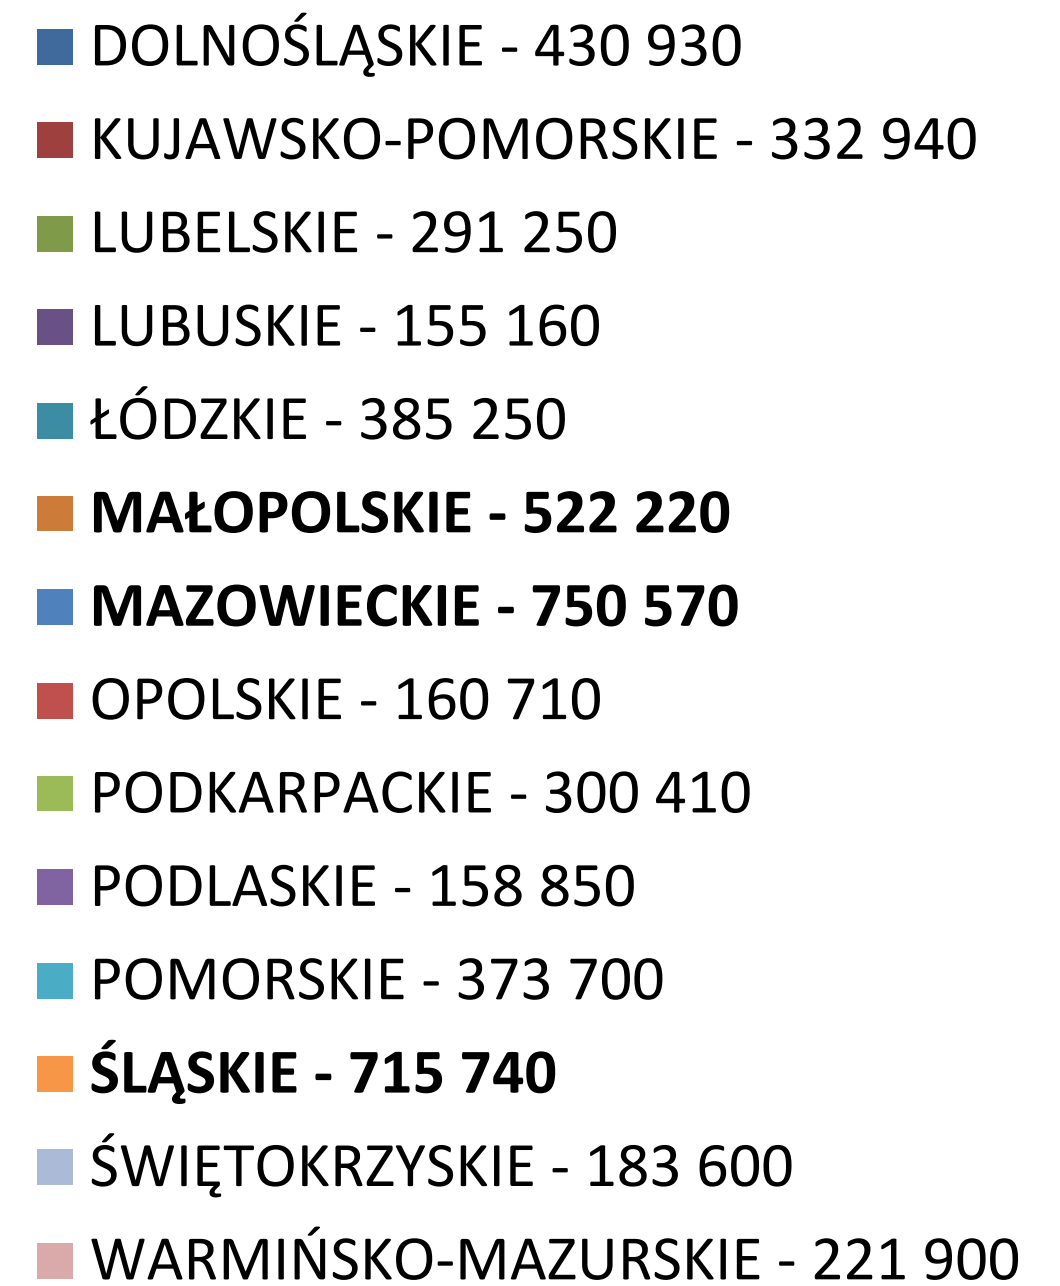 DOLNOŚLĄSKIE - 430 930
KUJAWSKO-POMORSKIE - 332 940
LUBELSKIE - 291 250
LUBUSKIE - 155 160
ŁÓDZKIE - 385 250
MAŁOPOLSKIE - 522 220
MAZOWIECKIE - 750 570
OPOLSKIE - 160 710
PODKARPACKIE - 300 410
PODLASKIE - 158 850
POMORSKIE - 373 700
ŚLĄSKIE - 715 740
ŚWIĘTOKRZYSKIE - 183 600
WARMIŃSKO-MAZURSKIE - 221 900